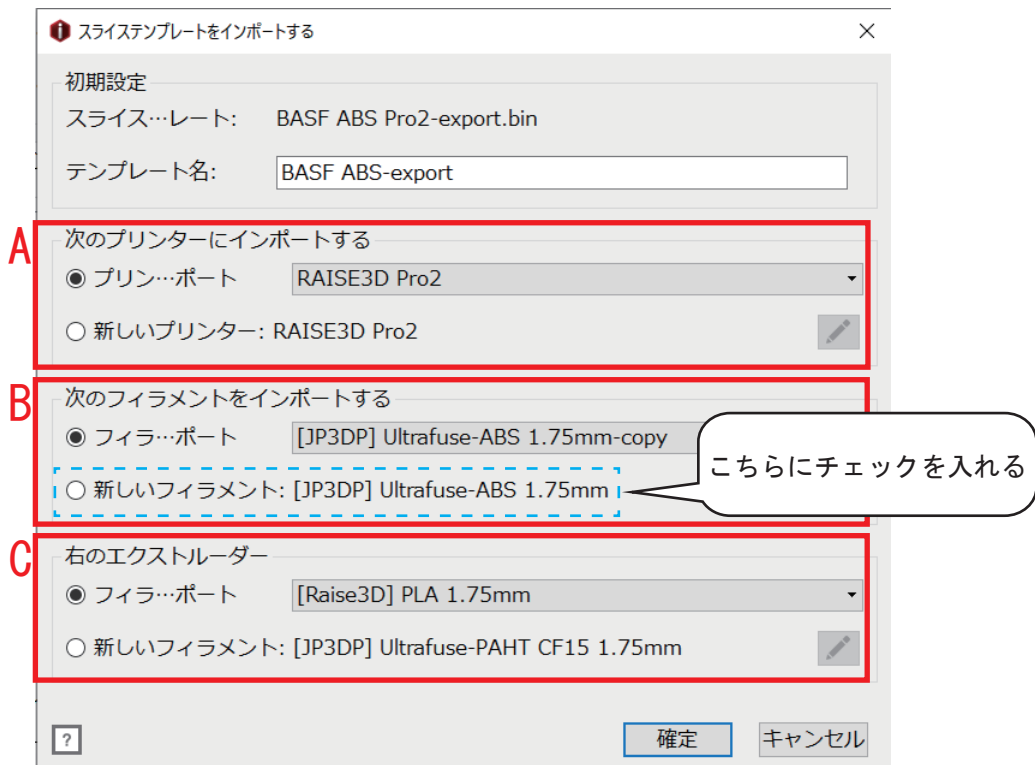 スライステンプレートをインポートする
初期設定
スライス…レート: BASF ABS Pro2-export.bin
テンプレート名: BASF ABS-export
A
次のプリンターにインポートする
プリン…ポート RAISE3D Pro2
新しいプリンター: RAISE3D Pro2
B
次のフィラメントをインポートする
フィラ…ポート [JP3DP] Ultrafuse-ABS 1.75mm-copy
新しいフィラメント: [JP3DP] Ultrafuse-ABS 1.75mm
こちらにチェックを入れる
C
右のエクストルーダー
フィラ…ポート [Raise3D] PLA 1.75mm
新しいフィラメント: [JP3DP] Ultrafuse-PAHT CF15 1.75mm
? 確定 キャンセル